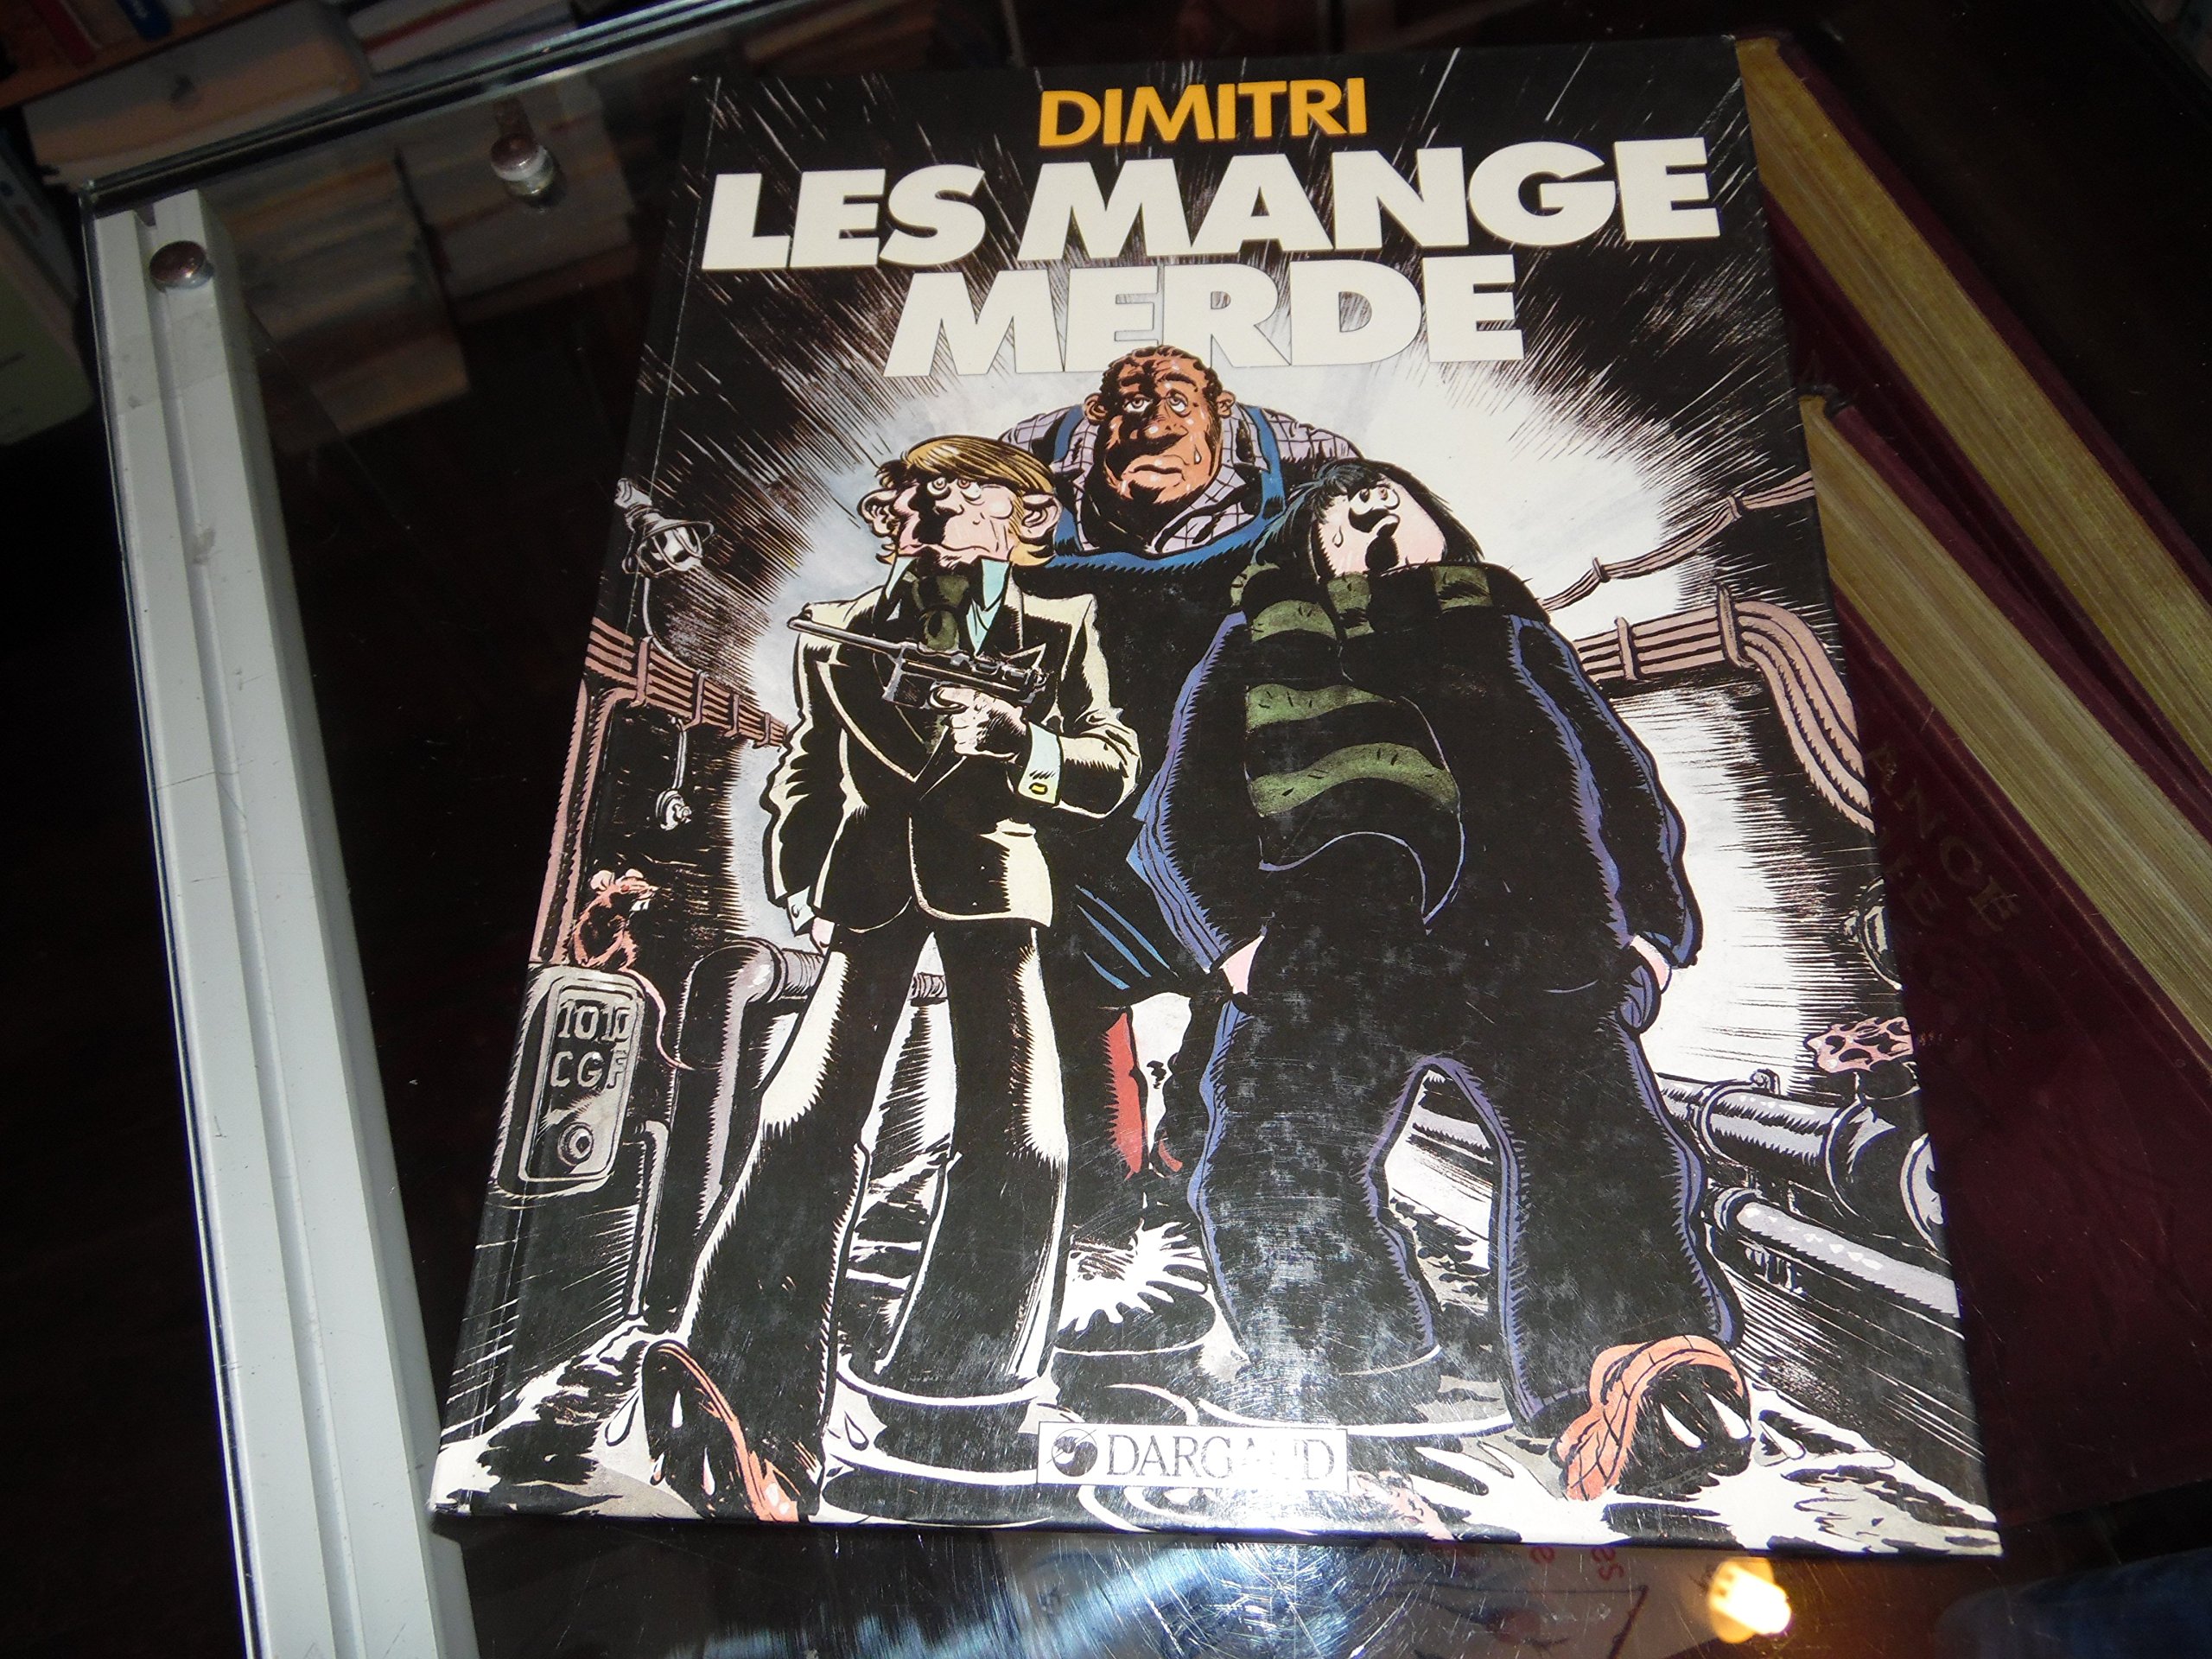 DIMITRI
LES MANGE
MERDE
1010
CGF
DARGAUD